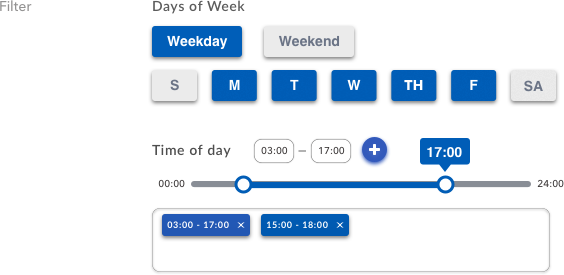 Filter
Days of Week
Weekday Weekend
S M T W TH F SA
Time of day 03:00 – 17:00 + 17:00
00:00 24:00
03:00 - 17:00 × 15:00 - 18:00 ×